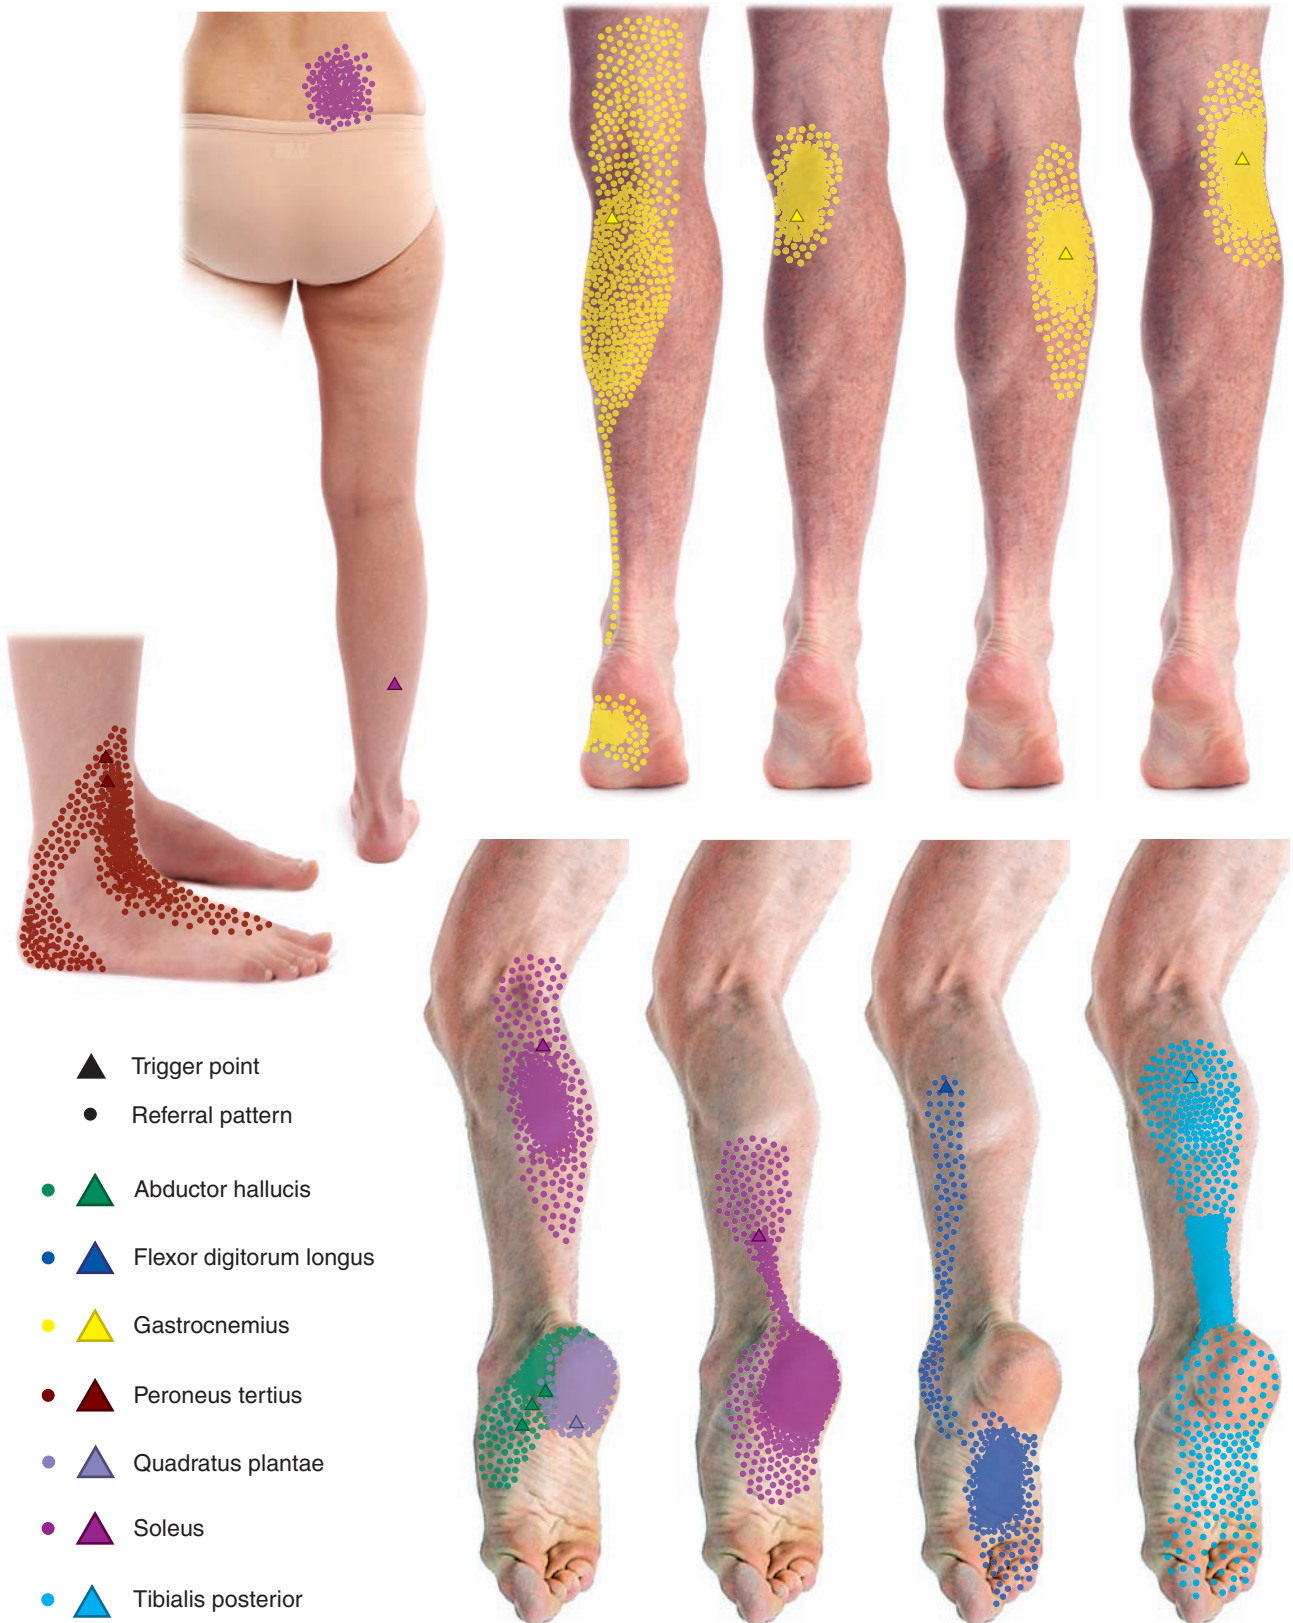 Trigger point
Referral pattern
Abductor hallucis
Flexor digitorum longus
Gastrocnemius
Peroneus tertius
Quadratus plantae
Soleus
Tibialis posterior